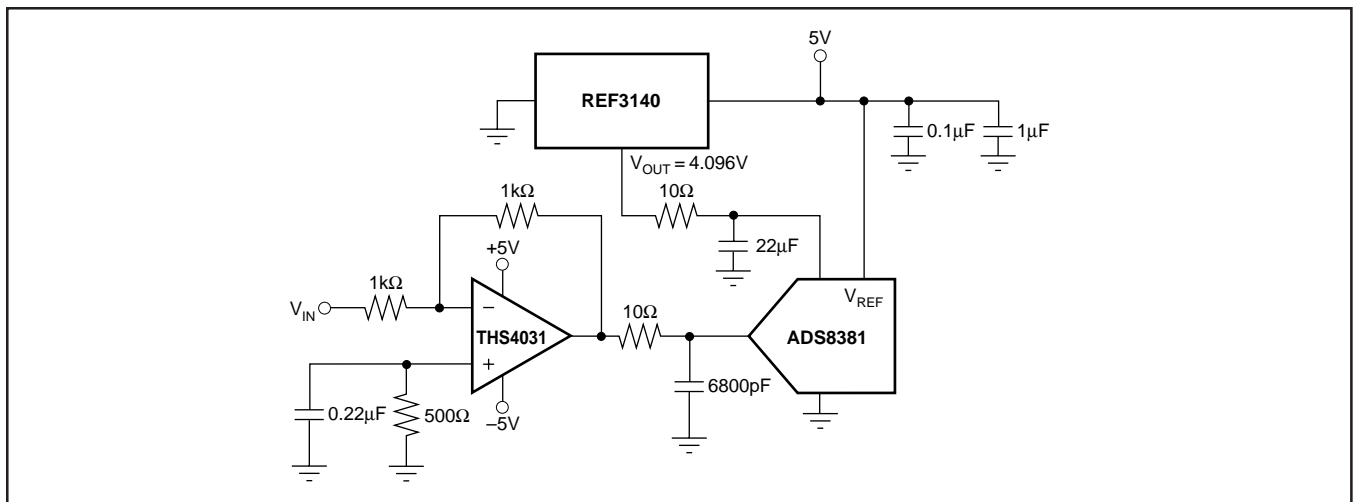 5V
REF3140
0.1µF
1µF
V_OUT = 4.096V
1kΩ
10Ω
+5V
22µF
1kΩ
V_IN
–
V_REF
10Ω
THS4031
ADS8381
+
6800pF
0.22µF
500Ω
–5V